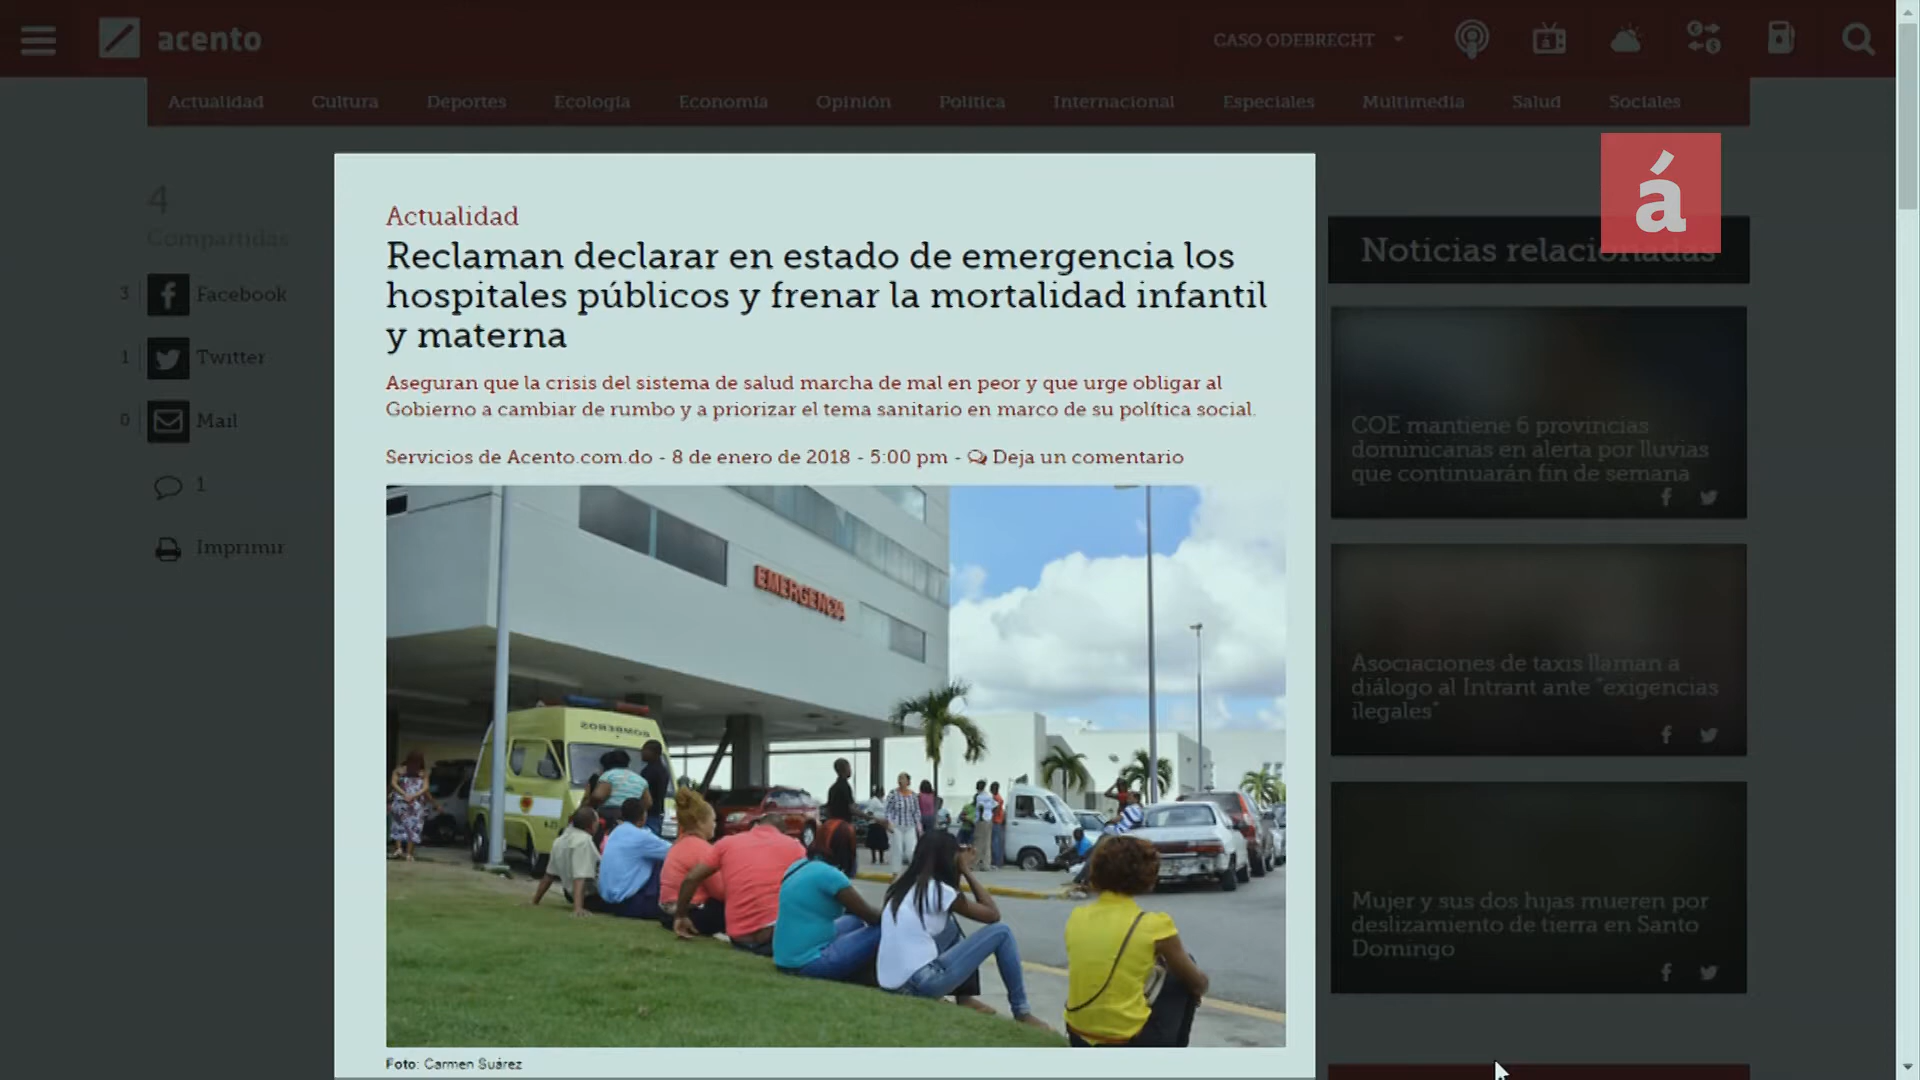 acento
CASO ODEBRECHT
Actualidad Cultura Deportes Ecología Economía Opinión Política Internacional Especiales Multimedia Salud Sociales
4
Compartidas
3 Facebook
1 Twitter
0 Mail
1
Imprimir
Actualidad
Reclaman declarar en estado de emergencia los
hospitales públicos y frenar la mortalidad infantil
y materna
Aseguran que la crisis del sistema de salud marcha de mal en peor y que urge obligar al
Gobierno a cambiar de rumbo y a priorizar el tema sanitario en marco de su política social.
Servicios de Acento.com.do - 8 de enero de 2018 - 5:00 pm - Deja un comentario
EMERGENCIA
BOMBEROS
Foto: Carmen Suárez
á
Noticias relacionadas
COE mantiene 6 provincias
dominicanas en alerta por lluvias
que continuarán fin de semana
Asociaciones de taxis llaman a
diálogo al Intrant ante "exigencias
ilegales"
Mujer y sus dos hijas mueren por
deslizamiento de tierra en Santo
Domingo